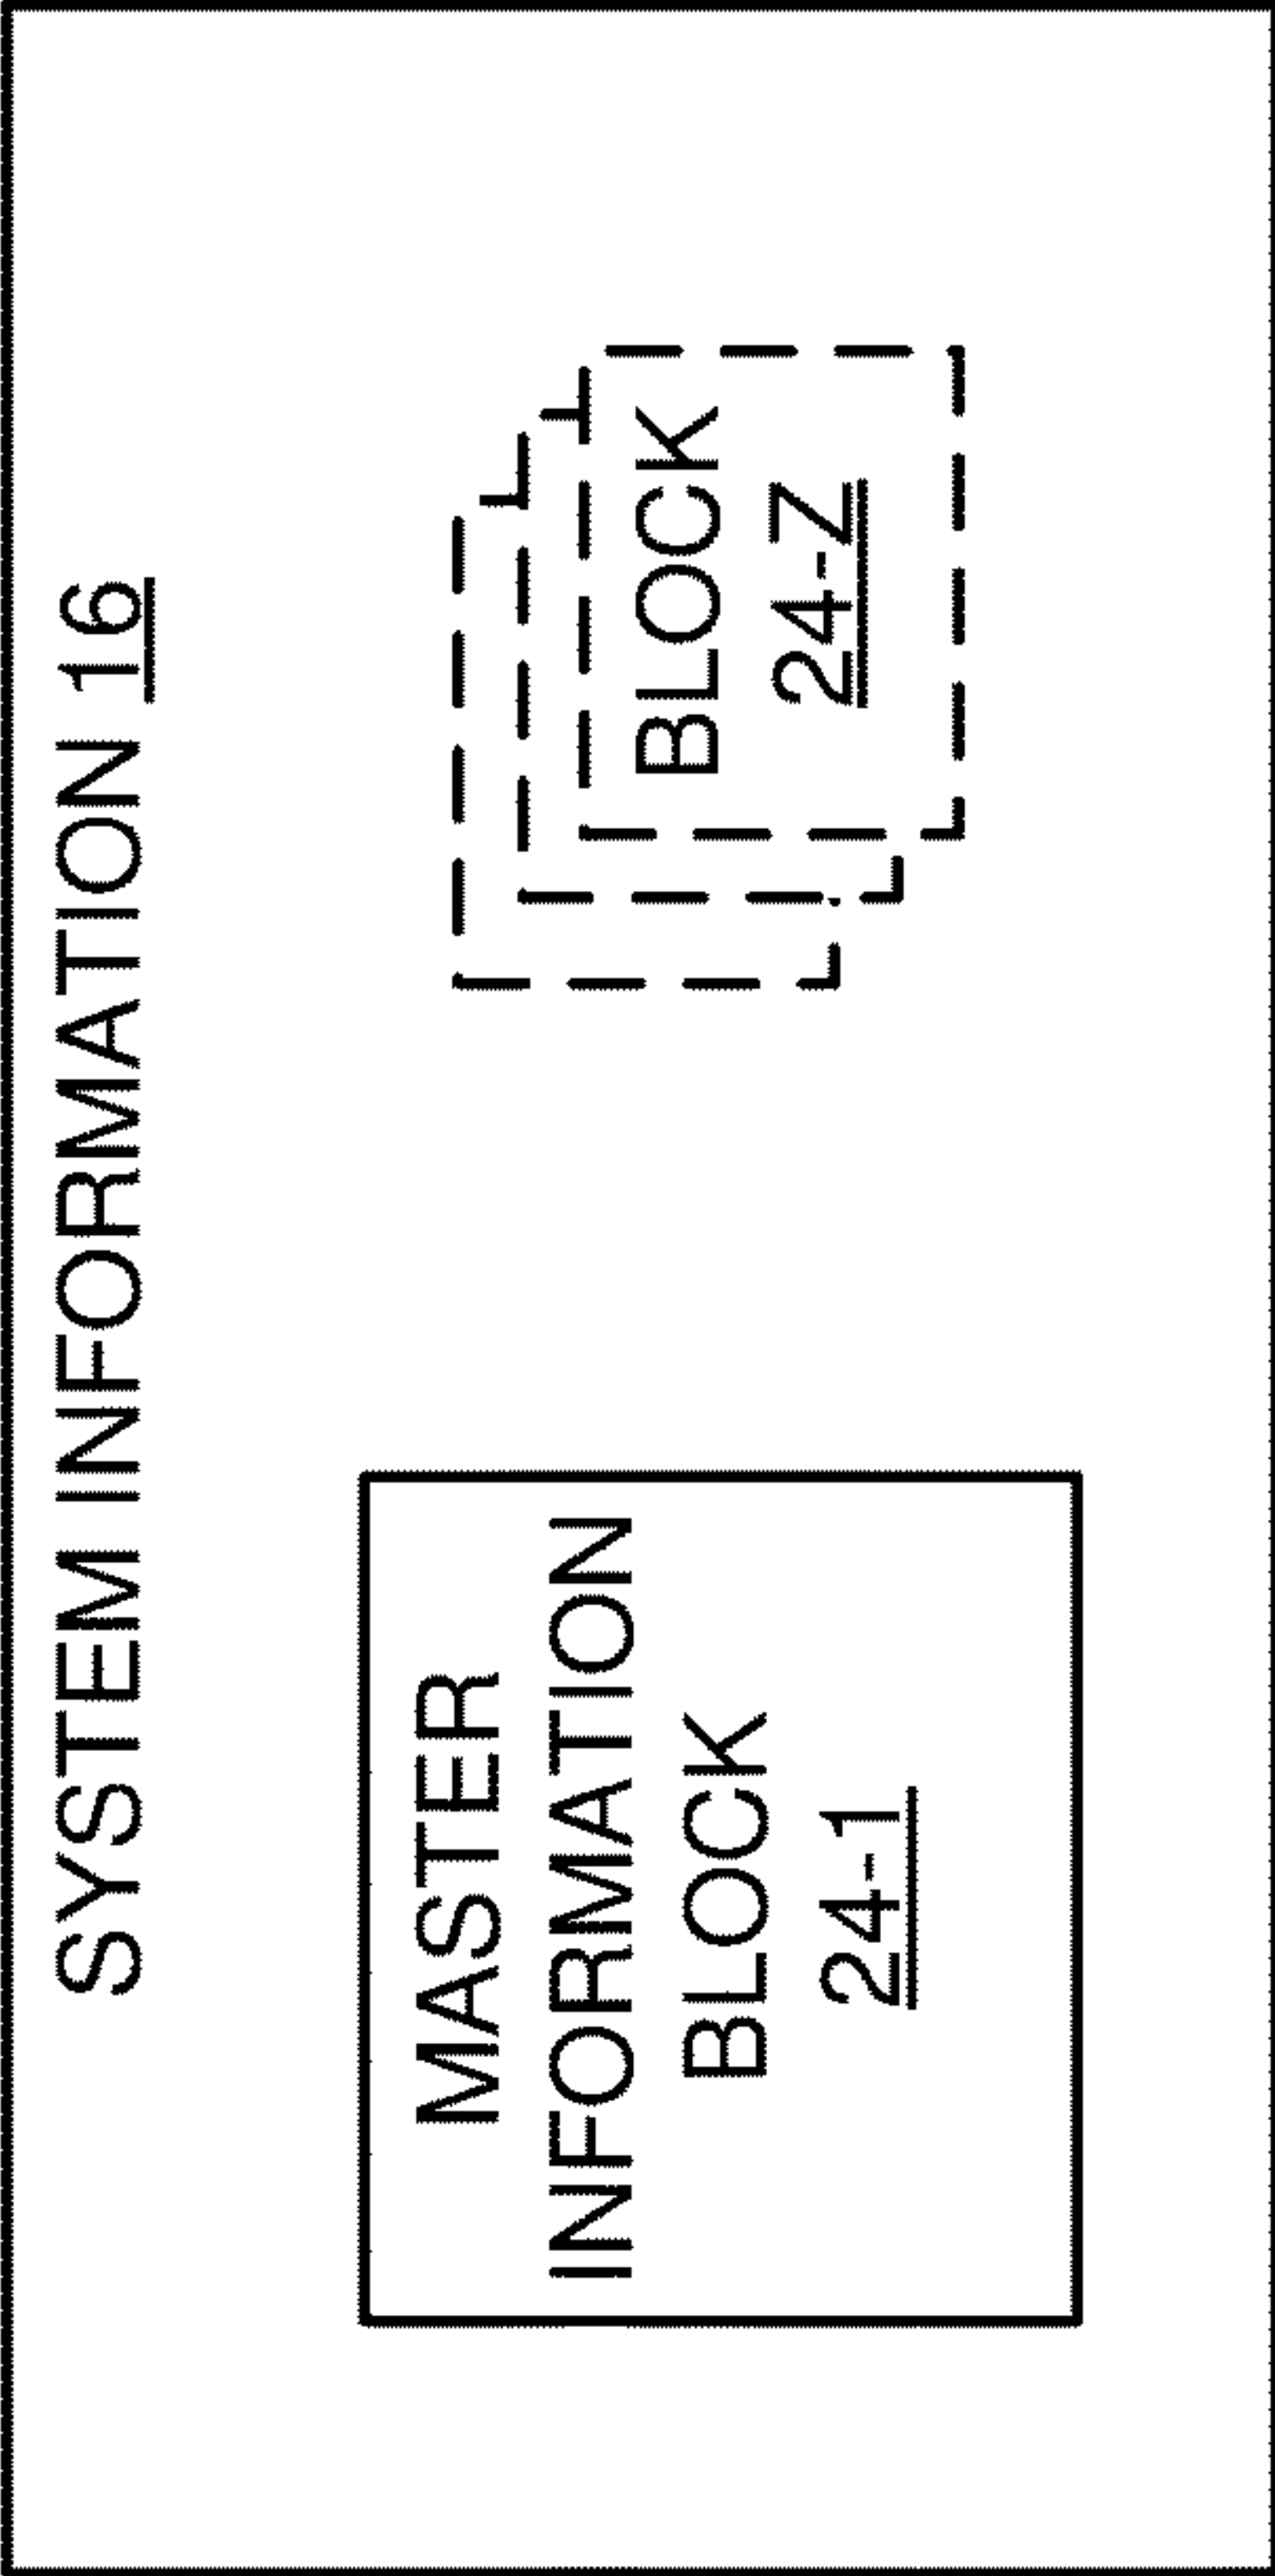 SYSTEM INFORMATION 16
MASTER
INFORMATION
BLOCK
24-1
BLOCK
24-Z